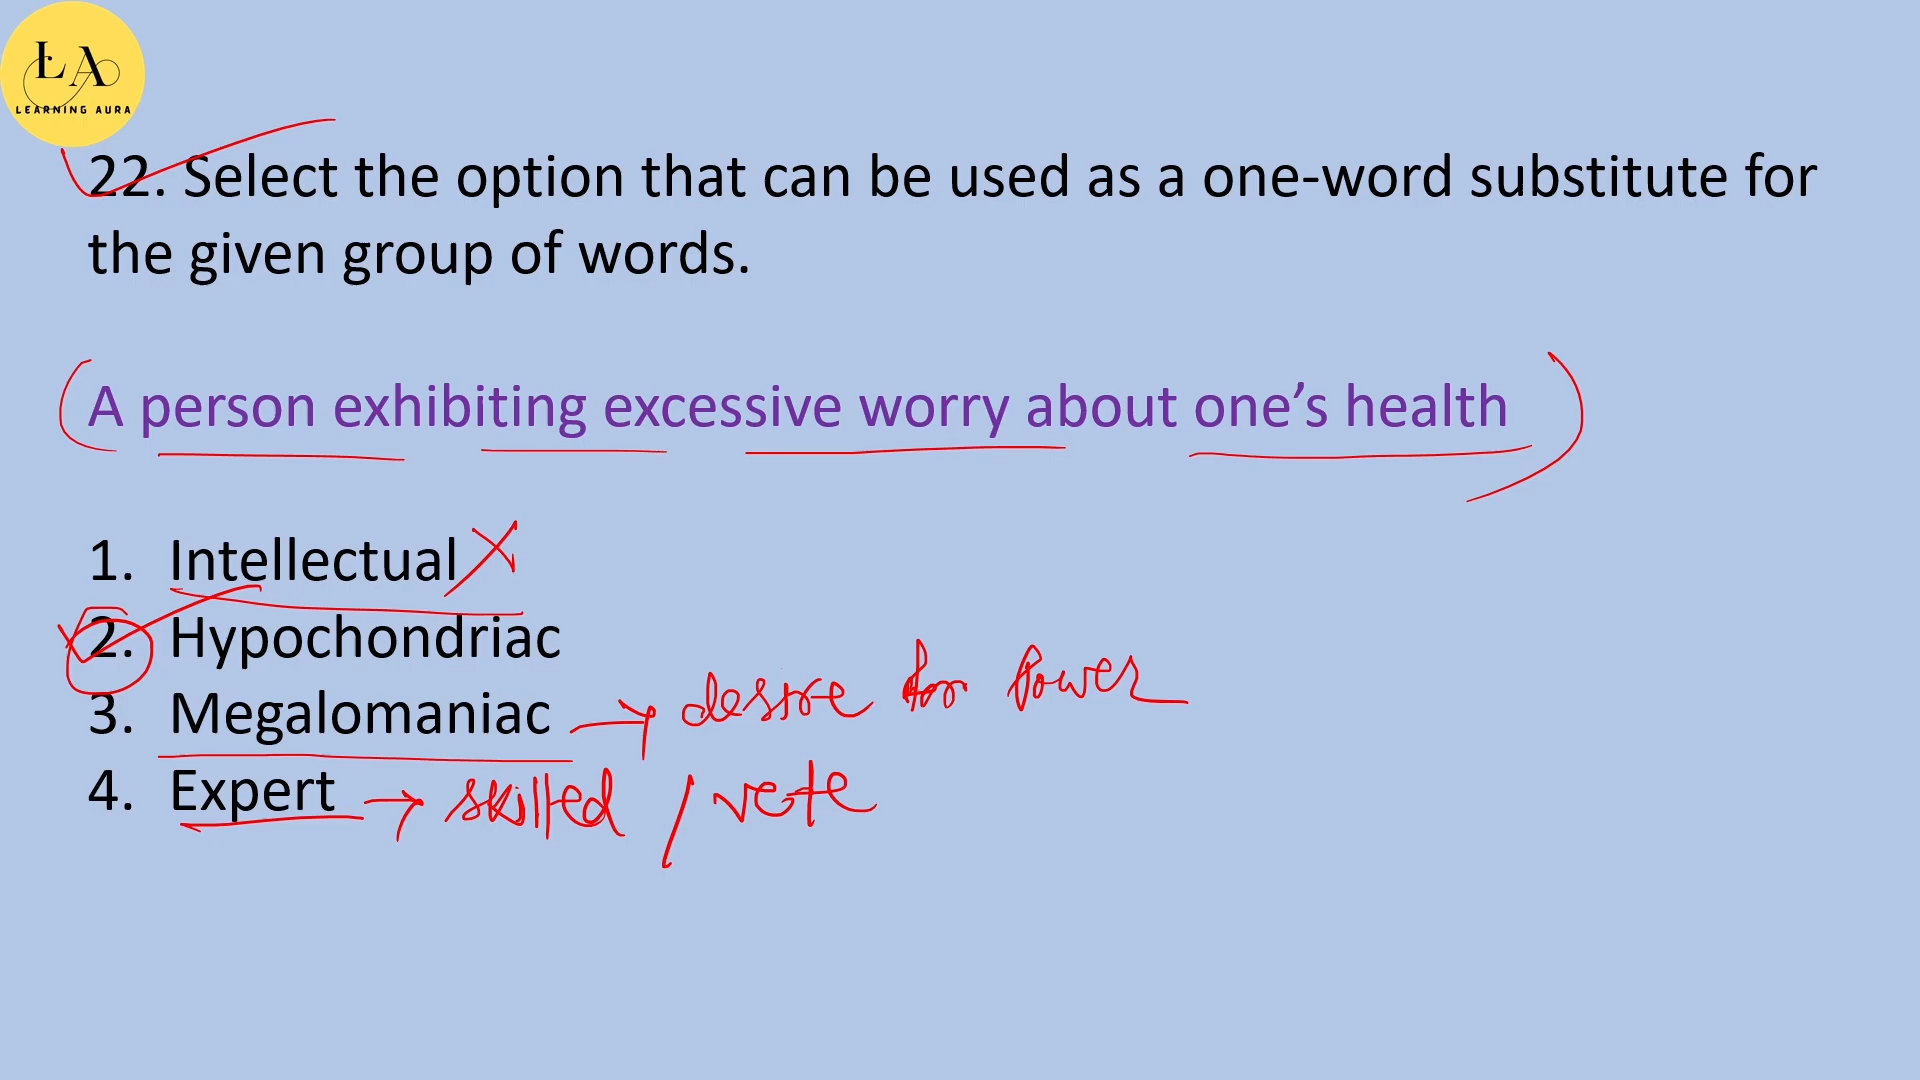 LA
LEARNING AURA
22. Select the option that can be used as a one-word substitute for
the given group of words.
A person exhibiting excessive worry about one’s health
1. Intellectual
2. Hypochondriac
3. Megalomaniac → desire for power
4. Expert → skilled /